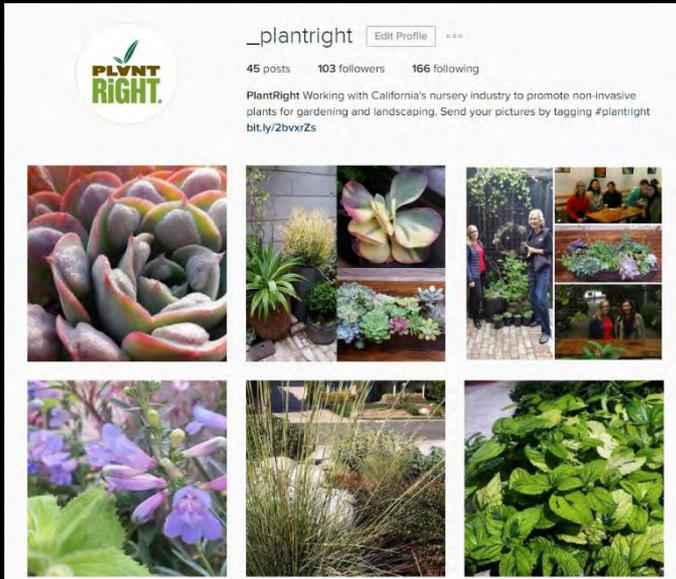 PLVNT
RiGHT.
_plantright Edit Profile
45 posts 103 followers 166 following
PlantRight Working with California's nursery industry to promote non-invasive
plants for gardening and landscaping. Send your pictures by tagging #plantright
bit.ly/2bvxrZs